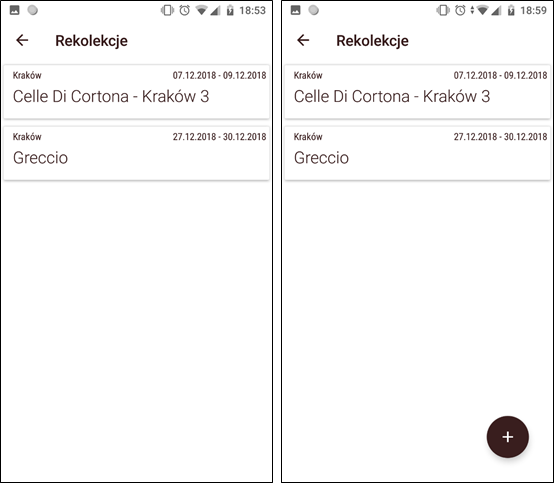 18:53
Rekolekcje
Kraków 07.12.2018 - 09.12.2018
Celle Di Cortona - Kraków 3
Kraków 27.12.2018 - 30.12.2018
Greccio
18:59
Rekolekcje
Kraków 07.12.2018 - 09.12.2018
Celle Di Cortona - Kraków 3
Kraków 27.12.2018 - 30.12.2018
Greccio
+